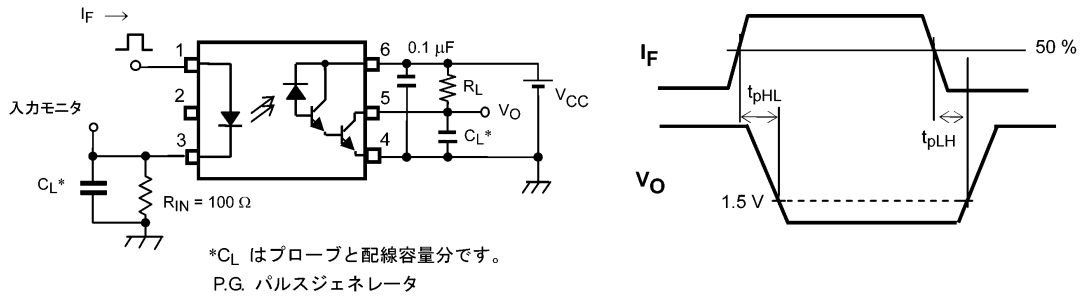 I_F →
1
2
3
6
5
4
0.1 μF
R_L
V_O
C_L*
V_CC
入力モニタ
C_L*
R_IN = 100 Ω
*C_L はプローブと配線容量分です。
P.G. パルスジェネレータ
I_F
50 %
t_pHL
t_pLH
V_O
1.5 V